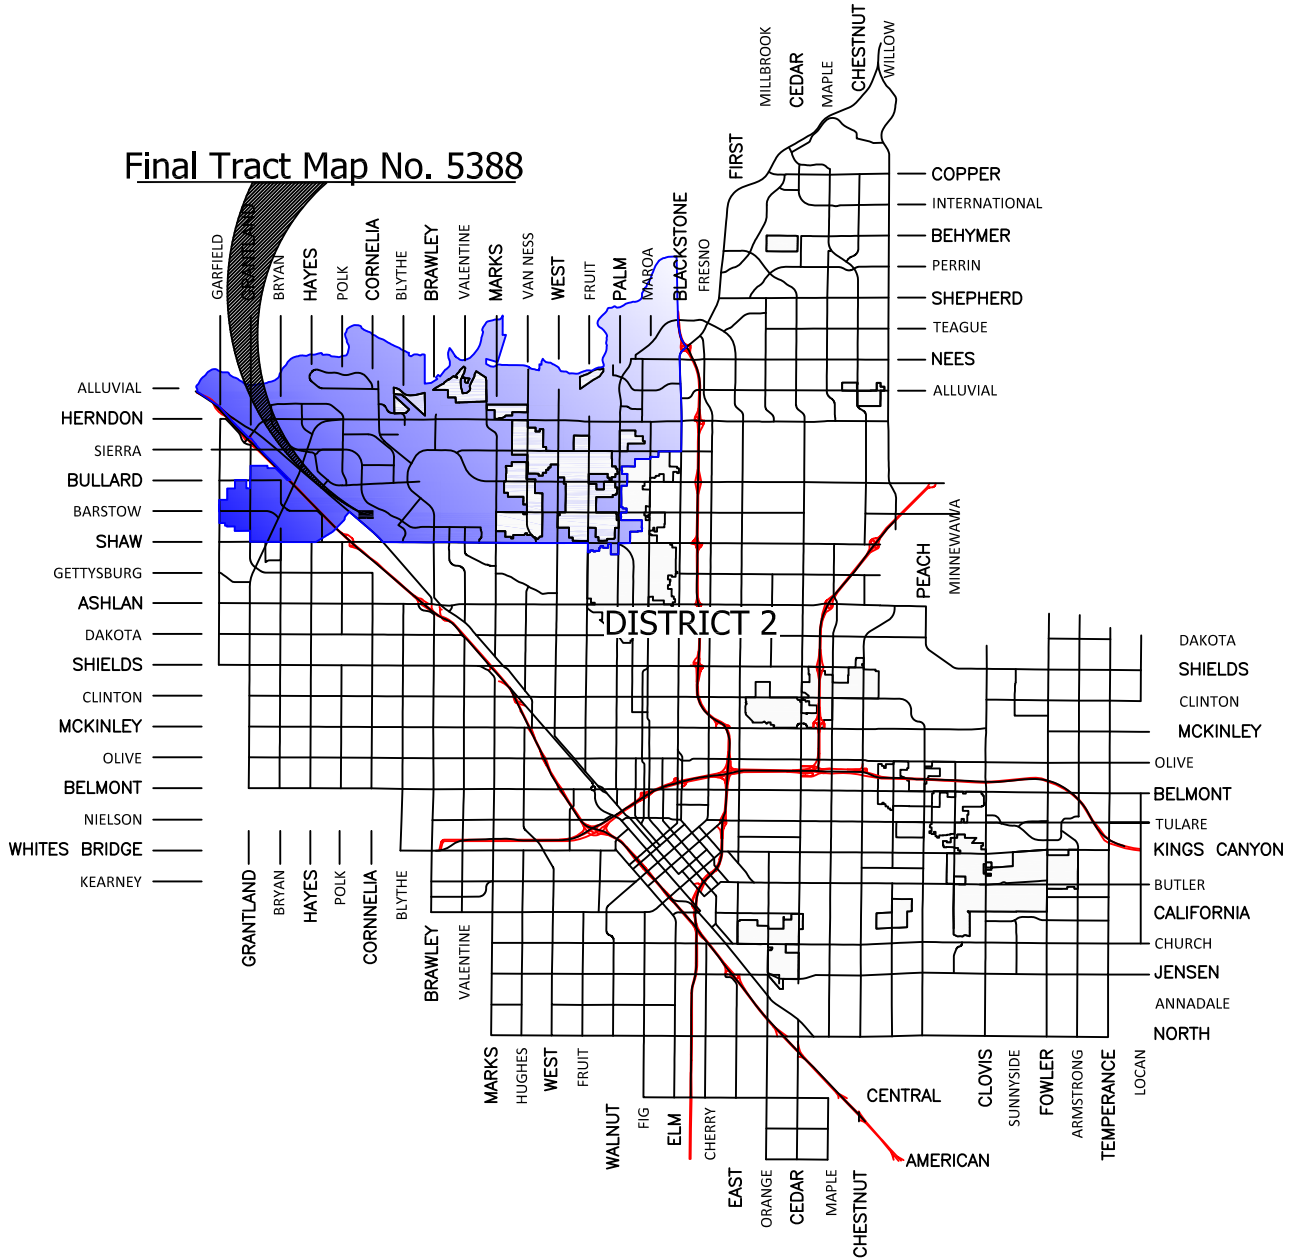 MILLBROOK
CEDAR
MAPLE
CHESTNUT
WILLOW
Final Tract Map No. 5388
GARFIELD
GRANTLAND
BRYAN
HAYES
POLK
CORNELIA
BLYTHE
BRAWLEY
VALENTINE
MARKS
VAN NESS
WEST
FRUIT
PALM
MAROA
BLACKSTONE
FRESNO
FIRST
COPPER
INTERNATIONAL
BEHYMER
PERRIN
SHEPHERD
TEAGUE
NEES
ALLUVIAL
ALLUVIAL
HERNDON
SIERRA
BULLARD
BARSTOW
SHAW
GETTYSBURG
ASHLAN
DAKOTA
SHIELDS
CLINTON
MCKINLEY
OLIVE
BELMONT
NIELSON
WHITES BRIDGE
KEARNEY
PEACH
MINNEWAWA
DISTRICT 2
DAKOTA
SHIELDS
CLINTON
MCKINLEY
OLIVE
BELMONT
TULARE
KINGS CANYON
BUTLER
CALIFORNIA
CHURCH
JENSEN
ANNADALE
NORTH
GRANTLAND
BRYAN
HAYES
POLK
CORNNELIA
BLYTHE
BRAWLEY
VALENTINE
MARKS
HUGHES
WEST
FRUIT
WALNUT
FIG
ELM
CHERRY
EAST
ORANGE
CEDAR
MAPLE
CHESTNUT
CENTRAL
AMERICAN
CLOVIS
SUNNYSIDE
FOWLER
ARMSTRONG
TEMPERANCE
LOCAN